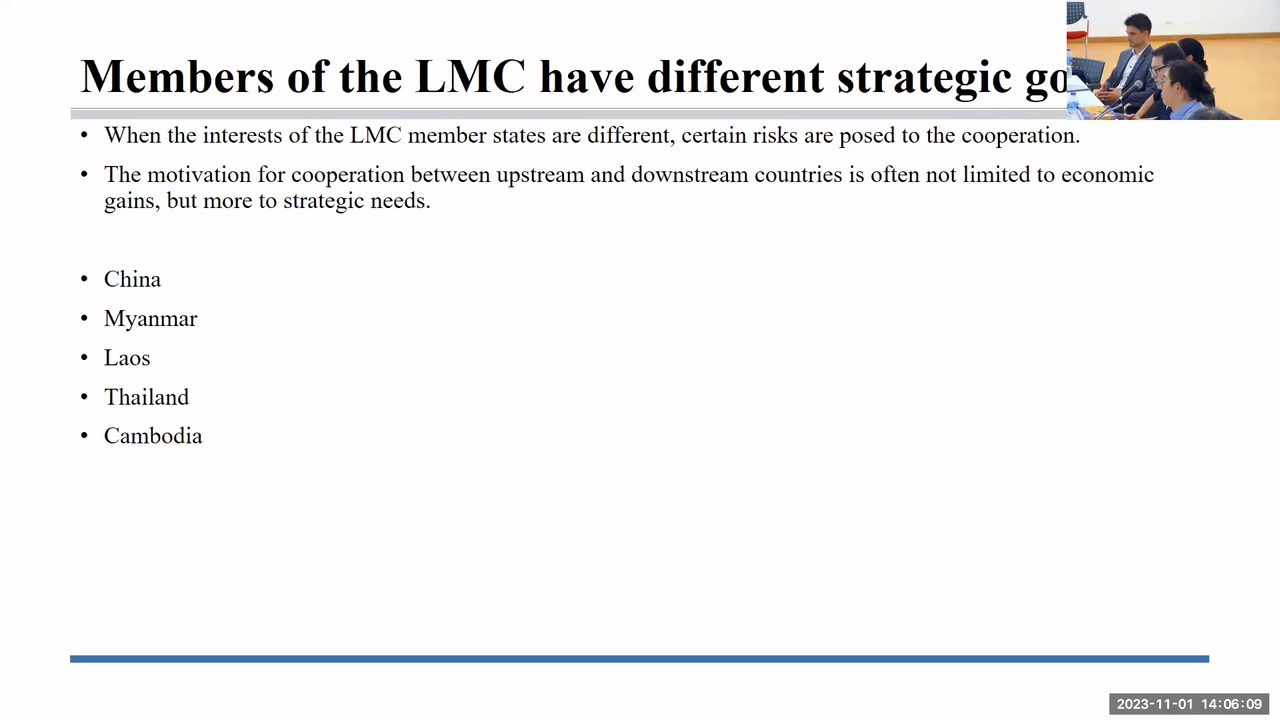 Members of the LMC have different strategic
• When the interests of the LMC member states are different, certain risks are posed to the cooperation.
• The motivation for cooperation between upstream and downstream countries is often not limited to economic
gains, but more to strategic needs.
• China
• Myanmar
• Laos
• Thailand
• Cambodia
2023-11-01 14:06:09